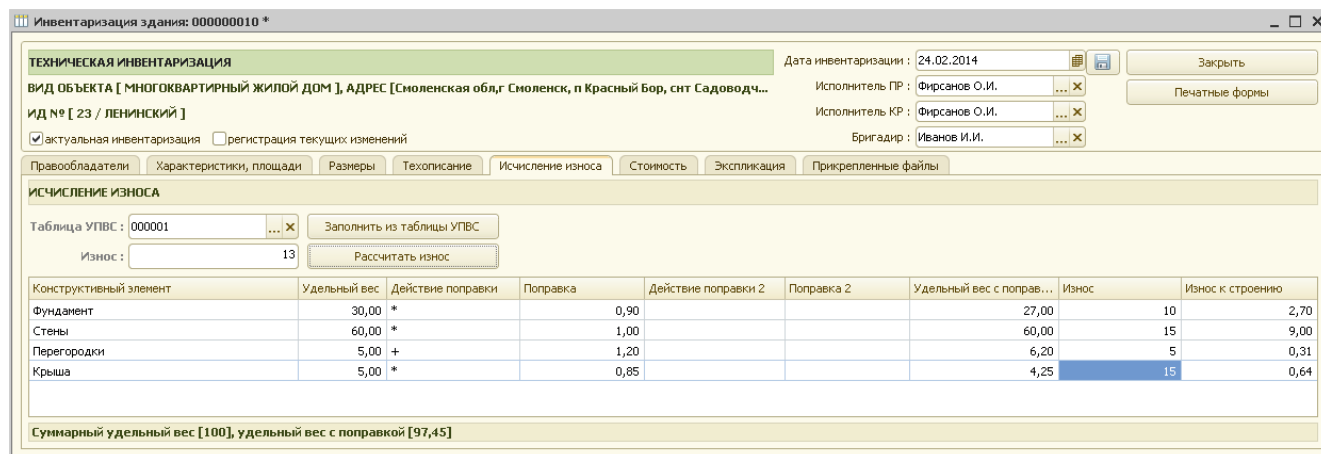 Инвентаризация здания: 000000010 *
ТЕХНИЧЕСКАЯ ИНВЕНТАРИЗАЦИЯ
Дата инвентаризации : 24.02.2014
Закрыть
ВИД ОБЪЕКТА [ МНОГОКВАРТИРНЫЙ ЖИЛОЙ ДОМ ], АДРЕС [Смоленская обл,г Смоленск, п Красный Бор, снт Садоводч...
Исполнитель ПР : Фирсанов О.И. ...
Печатные формы
ИД № [ 23 / ЛЕНИНСКИЙ ]
Исполнитель КР : Фирсанов О.И. ...
актуальная инвентаризация регистрация текущих изменений
Бригадир : Иванов И.И. ...
Правообладатели Характеристики, площади Размеры Техописание Исчисление износа Стоимость Экспликация Прикрепленные файлы
ИСЧИСЛЕНИЕ ИЗНОСА
Таблица УПВС : 000001 ... Заполнить из таблицы УПВС
Износ : 13 Рассчитать износ
Конструктивный элемент Удельный вес Действие поправки Поправка Действие поправки 2 Поправка 2 Удельный вес с поправ... Износ Износ к строению
Фундамент 30,00 * 0,90 27,00 10 2,70
Стены 60,00 * 1,00 60,00 15 9,00
Перегородки 5,00 + 1,20 6,20 5 0,31
Крыша 5,00 * 0,85 4,25 15 0,64
Суммарный удельный вес [100], удельный вес с поправкой [97,45]